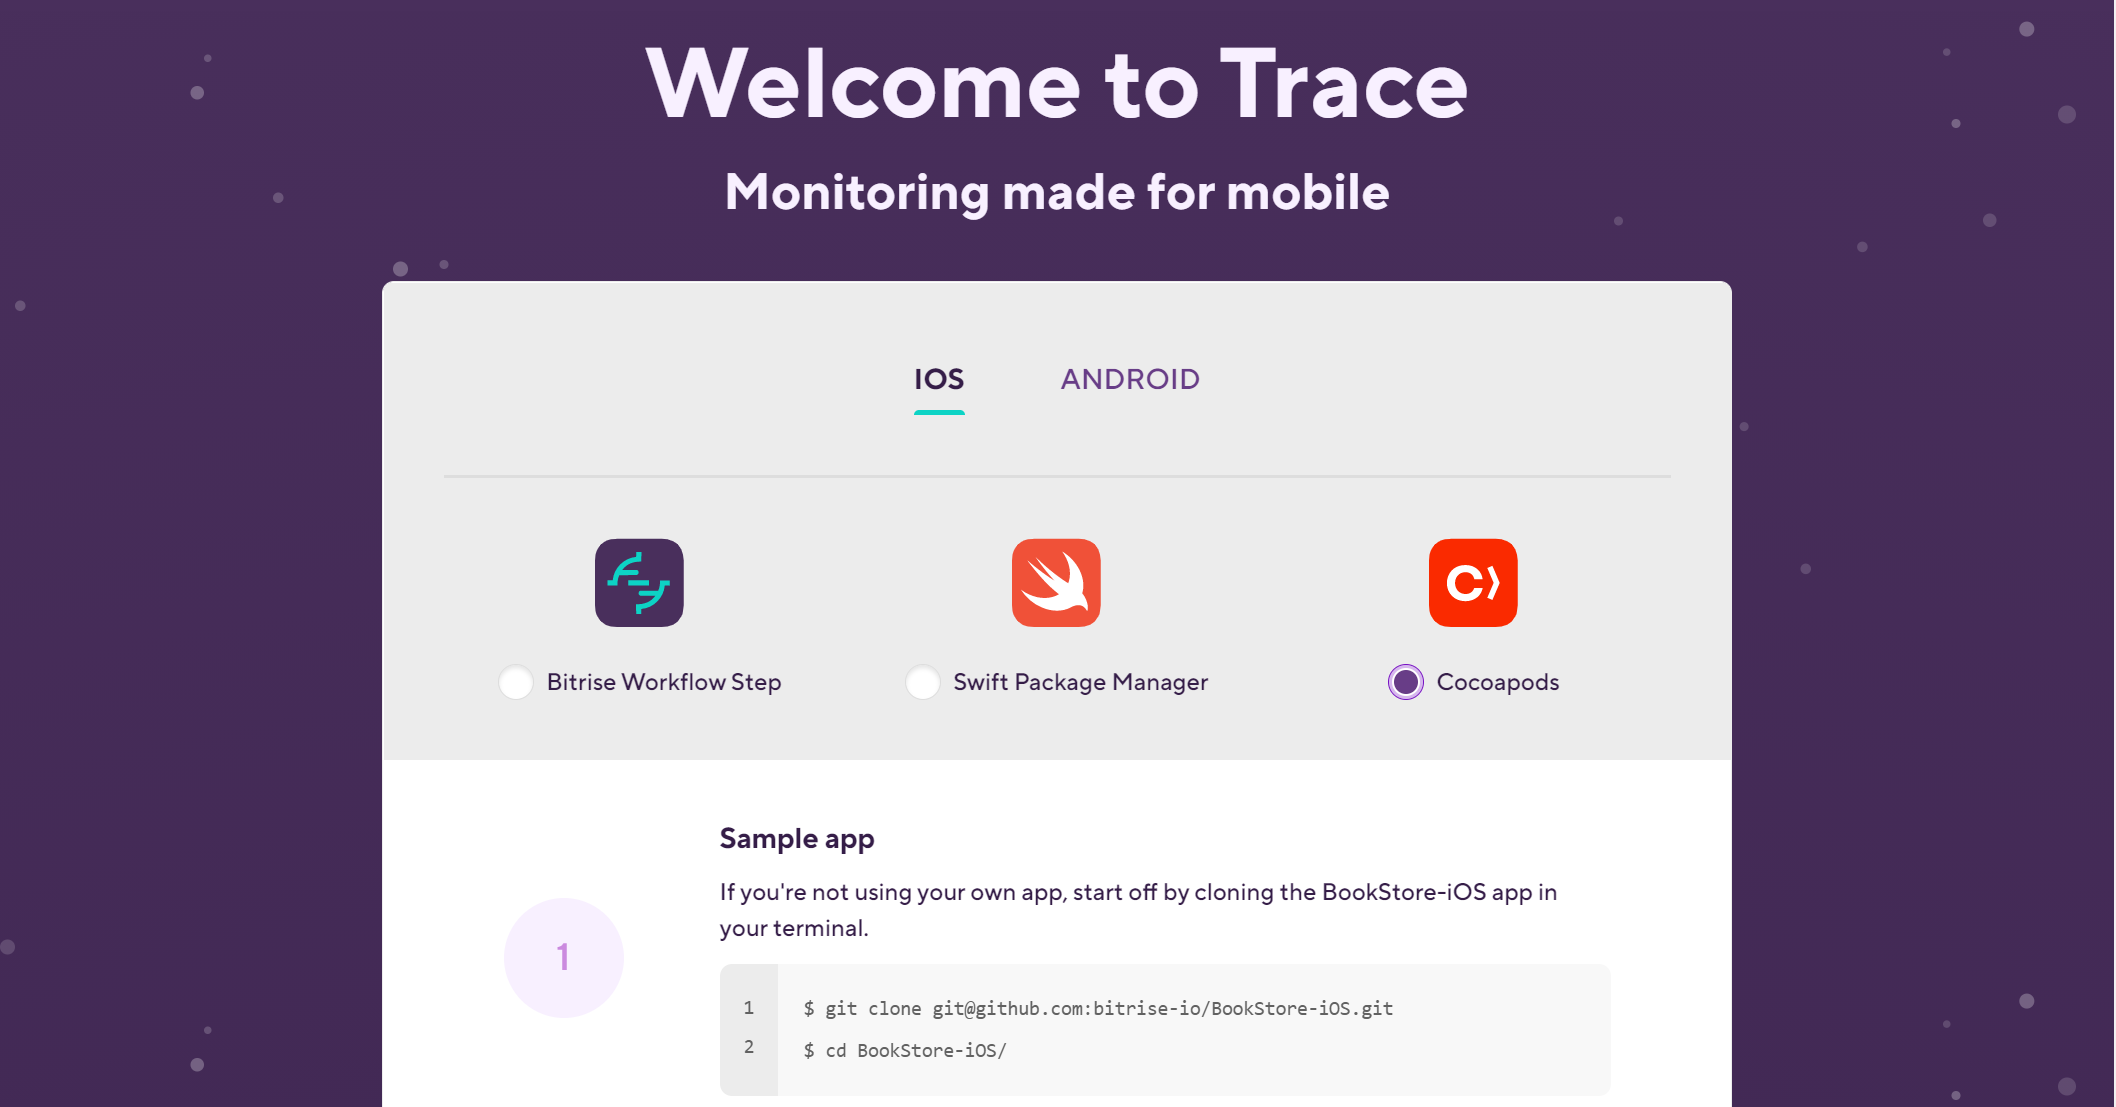 Welcome to Trace
Monitoring made for mobile
IOS
ANDROID
Bitrise Workflow Step
Swift Package Manager
Cocoapods
Sample app
If you're not using your own app, start off by cloning the BookStore-iOS app in
your terminal.
1
1 $ git clone git@github.com:bitrise-io/BookStore-iOS.git
2 $ cd BookStore-iOS/